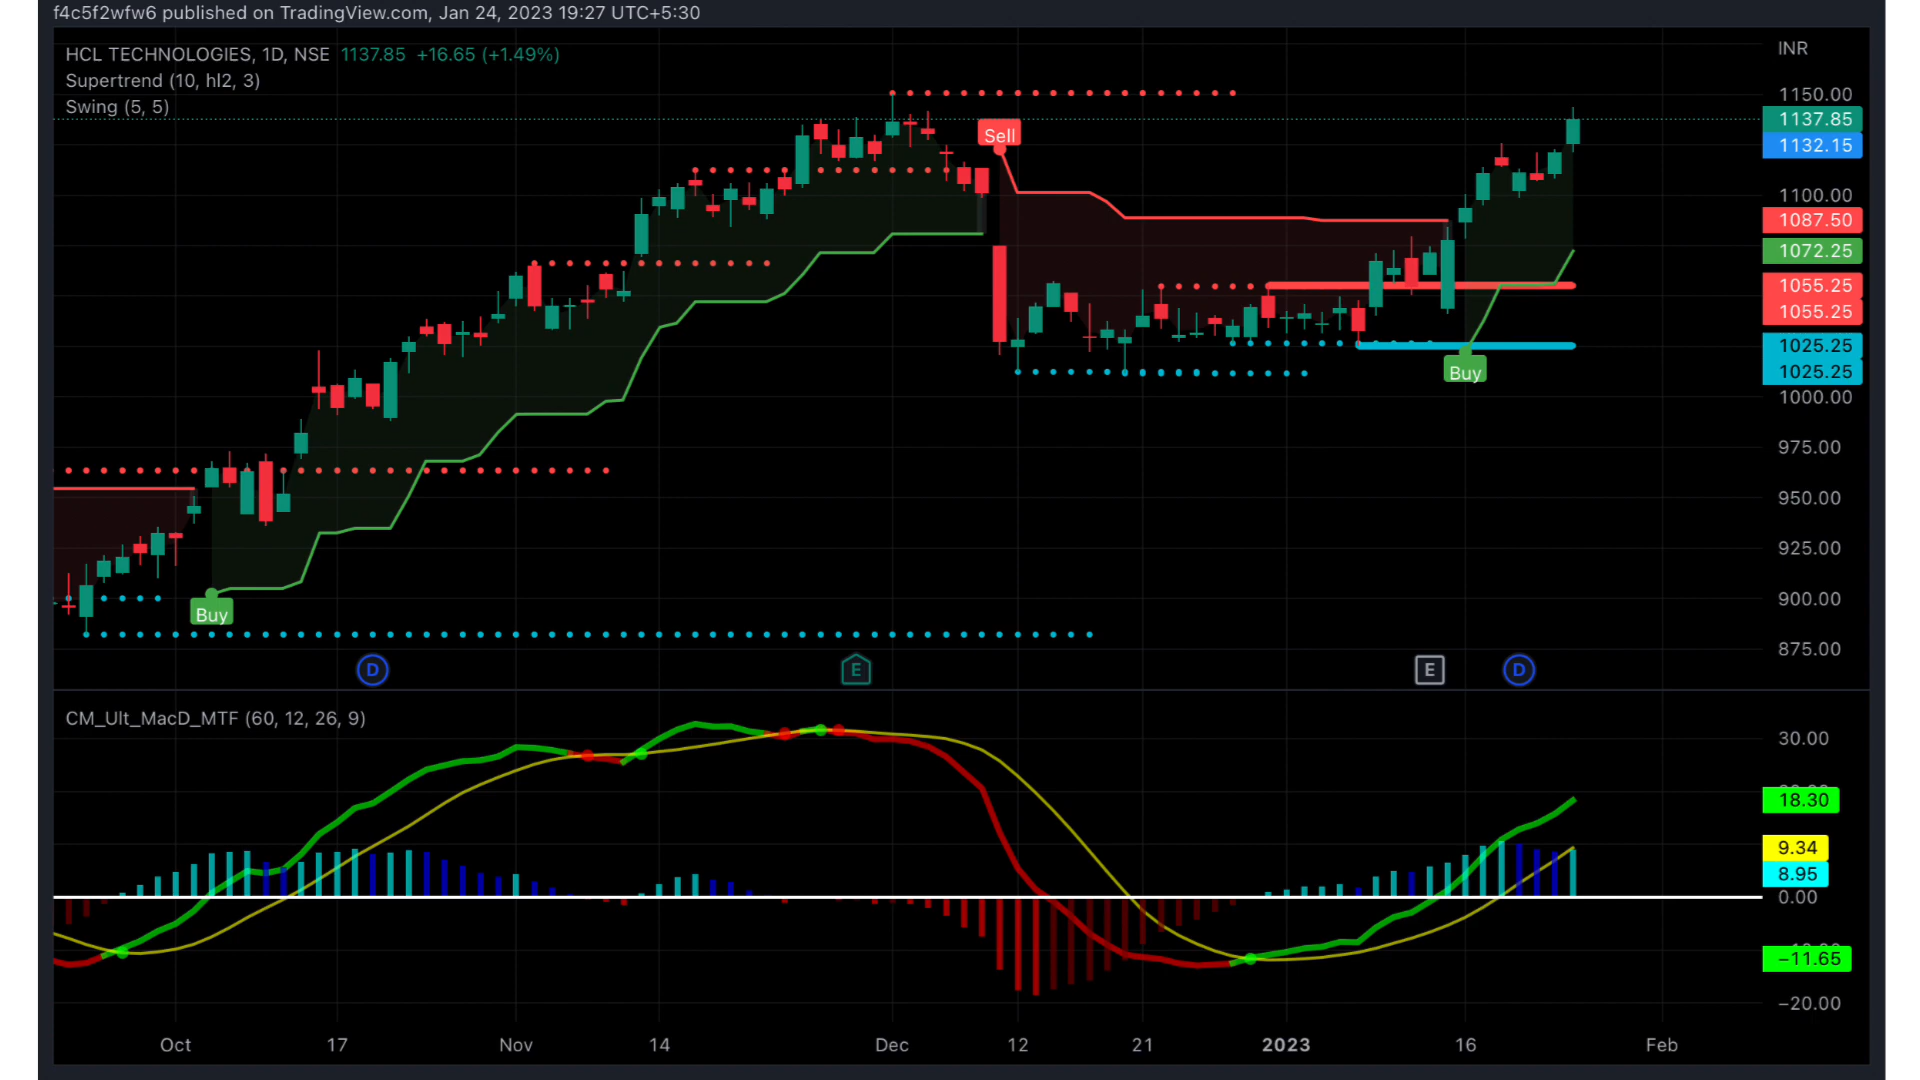 f4c5f2wfw6 published on TradingView.com, Jan 24, 2023 19:27 UTC+5:30
HCL TECHNOLOGIES, 1D, NSE 1137.85 +16.65 (+1.49%)
Supertrend (10, hl2, 3)
Swing (5, 5)
INR
1150.00
1137.85
1132.15
1100.00
1087.50
1072.25
1055.25
1055.25
1025.25
1025.25
1000.00
975.00
950.00
925.00
900.00
875.00
Sell
Buy
Buy
D
E
E
D
CM_Ult_MacD_MTF (60, 12, 26, 9)
30.00
18.30
9.34
8.95
0.00
−11.65
−20.00
Oct 17 Nov 14 Dec 12 21 2023 16 Feb